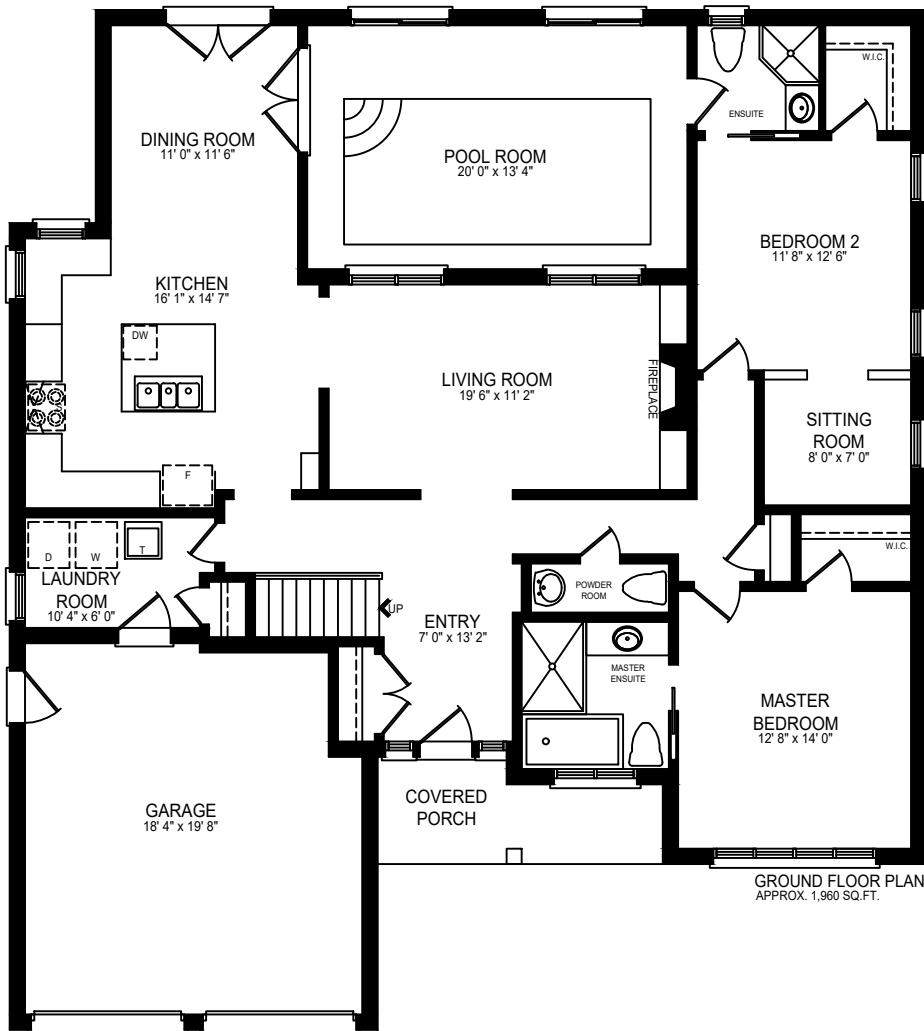 W.I.C.
ENSUITE
DINING ROOM
11' 0" x 11' 6"
POOL ROOM
20' 0" x 13' 4"
BEDROOM 2
11' 8" x 12' 6"
KITCHEN
16' 1" x 14' 7"
DW
LIVING ROOM
19' 6" x 11' 2"
FIREPLACE
SITTING
ROOM
8' 0" x 7' 0"
F
D
W
T
LAUNDRY
ROOM
10' 4" x 6' 0"
W.I.C.
POWDER
ROOM
UP
ENTRY
7' 0" x 13' 2"
MASTER
ENSUITE
MASTER
BEDROOM
12' 8" x 14' 0"
COVERED
PORCH
GARAGE
18' 4" x 19' 8"
GROUND FLOOR PLAN
APPROX. 1,960 SQ.FT.